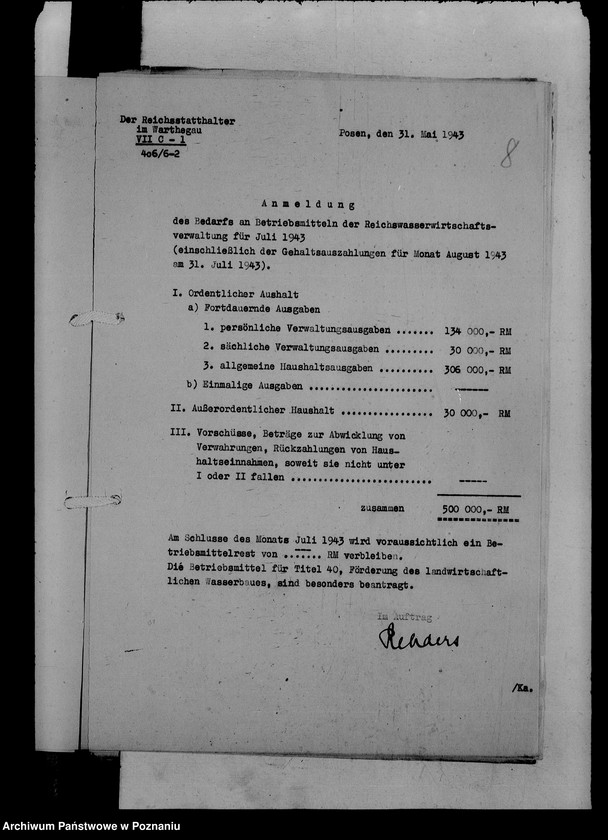 Der Reichsstatthalter
im Warthegau
VII C - 1
406/6-2
Posen, den 31. Mai 1943
8
Anmeldung
des Bedarfs an Betriebsmitteln der Reichswasserwirtschafts-
verwaltung für Juli 1943
(einschließlich der Gehaltsauszahlungen für Monat August 1943
am 31. Juli 1943).
I. Ordentlicher Aushalt
a) Fortdauernde Ausgaben
1. persönliche Verwaltungsausgaben ....... 134 000,- RM
2. sächliche Verwaltungsausgaben ......... 30 000,- RM
3. allgemeine Haushaltsausgaben .......... 306 000,- RM
b) Einmalige Ausgaben ...................... -------
II. Außerordentlicher Haushalt ................. 30 000,- RM
III. Vorschüsse, Beträge zur Abwicklung von
Verwahrungen, Rückzahlungen von Haus-
haltseinnahmen, soweit sie nicht unter
I oder II fallen .......................... -----
zusammen 500 000,- RM
Am Schlusse des Monats Juli 1943 wird voraussichtlich ein Be-
triebsmittelrest von ....... RM verbleiben.
Die Betriebsmittel für Titel 40, Förderung des landwirtschaft-
lichen Wasserbaues, sind besonders beantragt.
Im Auftrag
Rehders
/Ka.
Archiwum Państwowe w Poznaniu